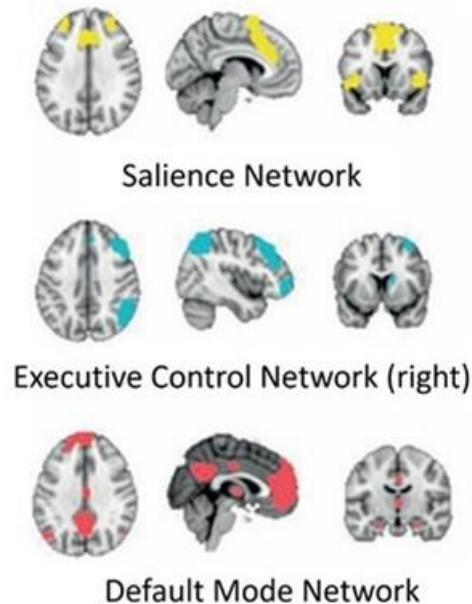 Salience Network
Executive Control Network (right)
Default Mode Network